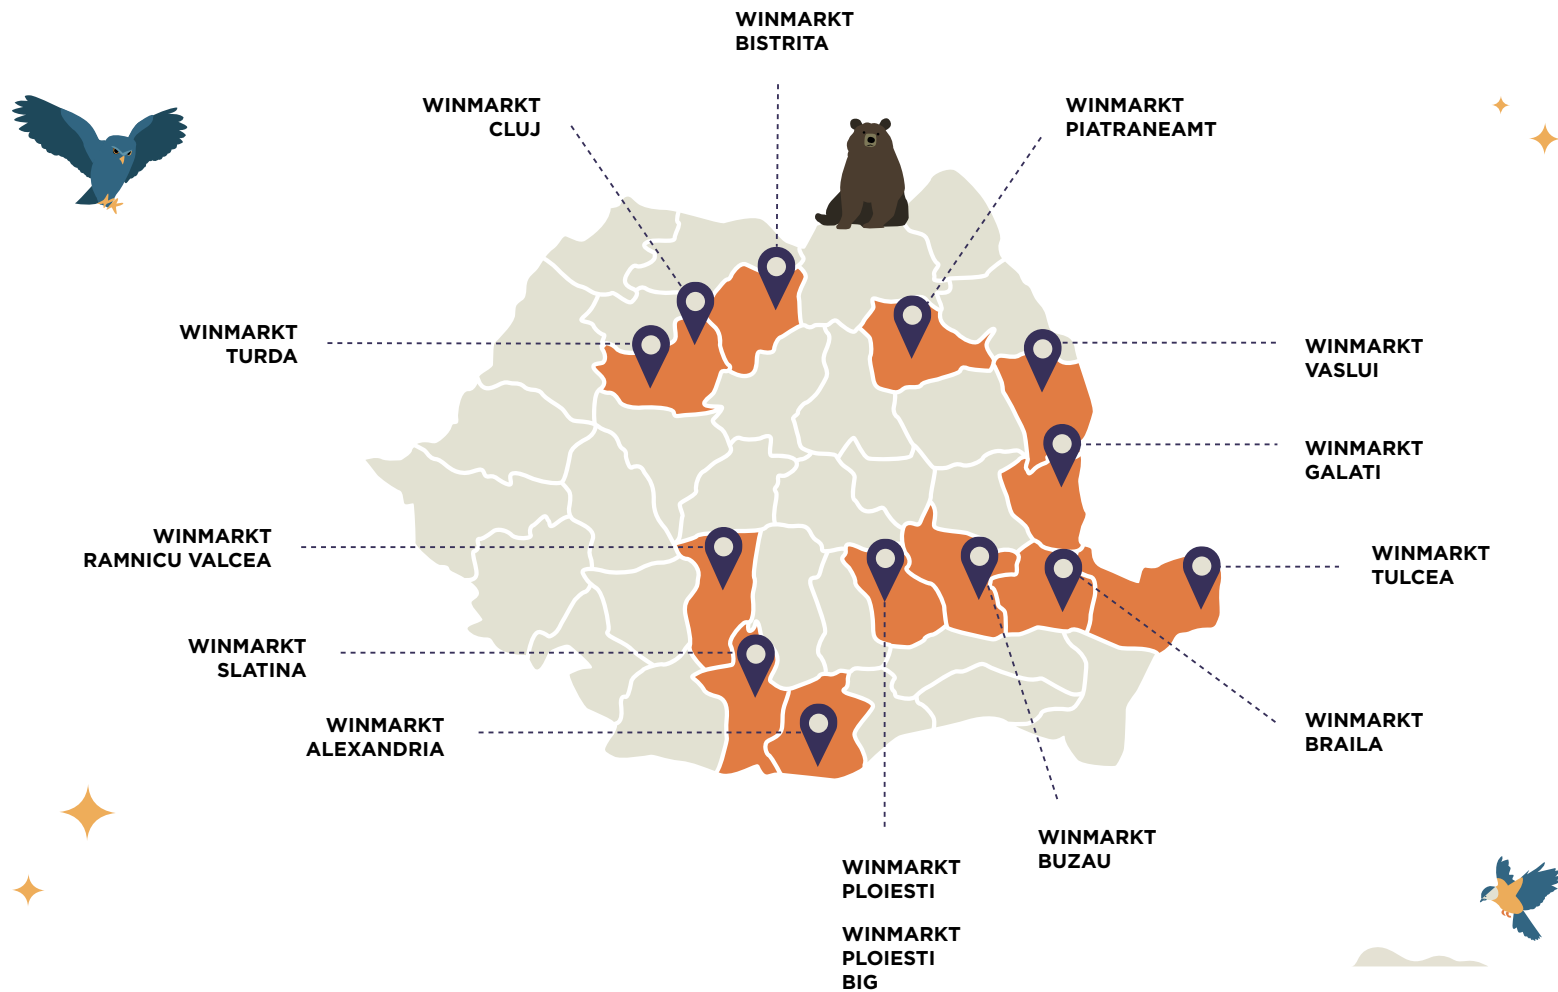 WINMARKT
BISTRITA
WINMARKT
CLUJ
WINMARKT
PIATRANEAMT
WINMARKT
TURDA
WINMARKT
VASLUI
WINMARKT
GALATI
WINMARKT
RAMNICU VALCEA
WINMARKT
TULCEA
WINMARKT
SLATINA
WINMARKT
ALEXANDRIA
WINMARKT
BRAILA
WINMARKT
BUZAU
WINMARKT
PLOIESTI
WINMARKT
PLOIESTI
BIG